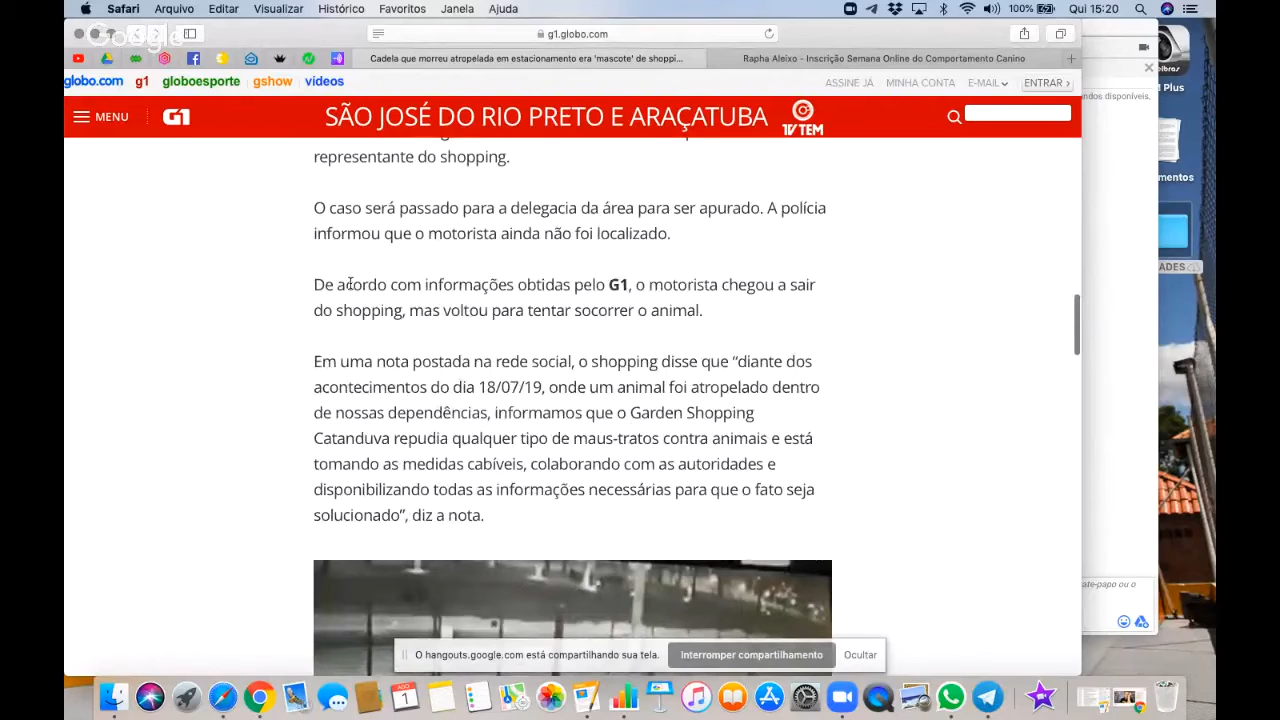 Safari Arquivo Editar Visualizar Histórico Favoritos Janela Ajuda 100% Qui 15:20
Google
g1.globo.com
Cadela que morreu atropelada em estacionamento era 'mascote' de shoppi...
Rapha Aleixo - Inscrição Semana Online do Comportamento Canino
globo.com g1 globoesporte gshow vídeos ASSINE JÁ MINHA CONTA E-MAIL ENTRAR ›
MENU G1 SÃO JOSÉ DO RIO PRETO E ARAÇATUBA TV TEM
representante do shopping.
O caso será passado para a delegacia da área para ser apurado. A polícia
informou que o motorista ainda não foi localizado.
De acordo com informações obtidas pelo G1, o motorista chegou a sair
do shopping, mas voltou para tentar socorrer o animal.
Em uma nota postada na rede social, o shopping disse que “diante dos
acontecimentos do dia 18/07/19, onde um animal foi atropelado dentro
de nossas dependências, informamos que o Garden Shopping
Catanduva repudia qualquer tipo de maus-tratos contra animais e está
tomando as medidas cabíveis, colaborando com as autoridades e
disponibilizando todas as informações necessárias para que o fato seja
solucionado”, diz a nota.
O hangouts.google.com está compartilhando sua tela. Interromper compartilhamento Ocultar
disponíveis,
Plus
mentos
ADES
ate-papo ou o
AGO